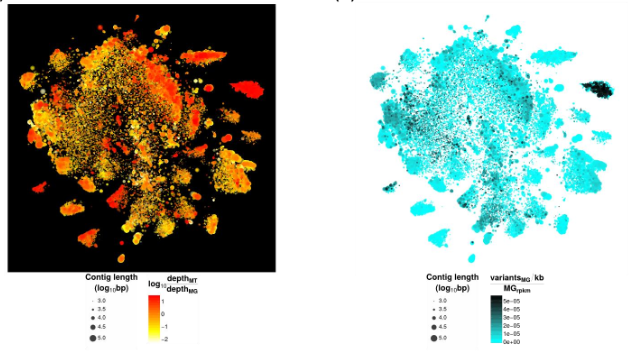 Contig length
(log10bp)
3.0
3.5
4.0
4.5
5.0
log10 depthMT
depthMG
1
0
−1
−2
Contig length
(log10bp)
3.0
3.5
4.0
4.5
5.0
variantsMG/kb
MGrpkm
5e−05
4e−05
3e−05
2e−05
1e−05
0e+00